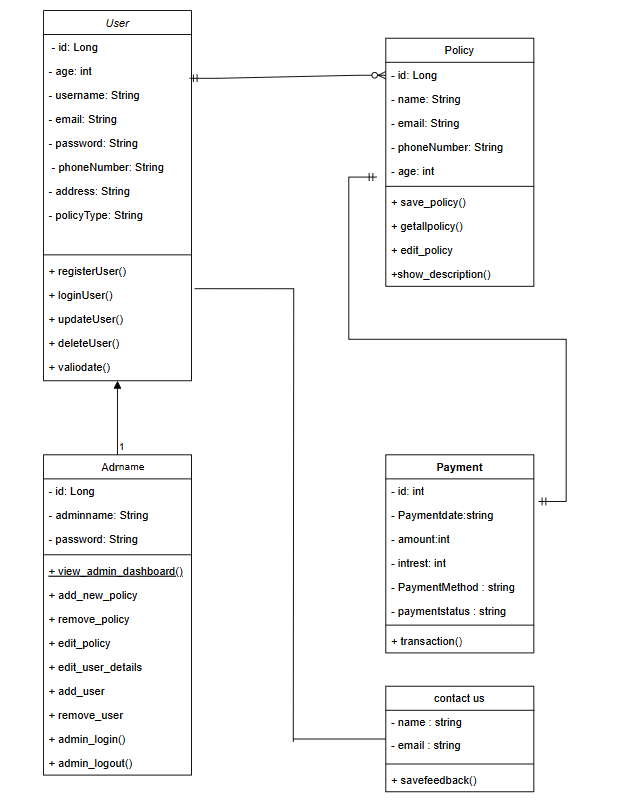 User
- id: Long
- age: int
- username: String
- email: String
- password: String
- phoneNumber: String
- address: String
- policyType: String
+ registerUser()
+ loginUser()
+ updateUser()
+ deleteUser()
+ valiodate()
Policy
- id: Long
- name: String
- email: String
- phoneNumber: String
- age: int
+ save_policy()
+ getallpolicy()
+ edit_policy
+show_description()
1
Admname
- id: Long
- adminname: String
- password: String
+ view_admin_dashboard()
+ add_new_policy
+ remove_policy
+ edit_policy
+ edit_user_details
+ add_user
+ remove_user
+ admin_login()
+ admin_logout()
Payment
- id: int
- Paymentdate:string
- amount:int
- intrest: int
- PaymentMethod : string
- paymentstatus : string
+ transaction()
contact us
- name : string
- email : string
+ savefeedback()